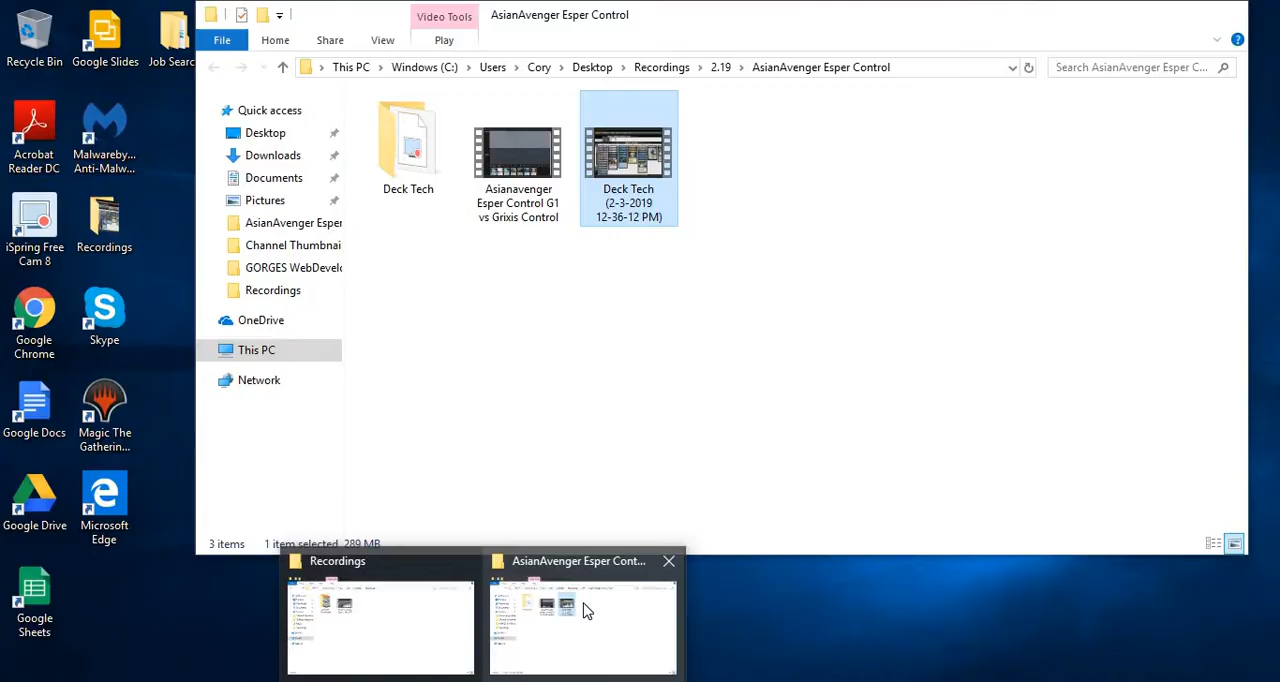 Video Tools
AsianAvenger Esper Control
File
Home
Share
View
Play
This PC
Windows (C:)
Users
Cory
Desktop
Recordings
2.19
AsianAvenger Esper Control
Search AsianAvenger Esper C...
Recycle Bin
Google Slides
Job Searc
Acrobat
Reader DC
Malwareby...
Anti-Malw...
iSpring Free
Cam 8
Recordings
Google
Chrome
Skype
Google Docs
Magic The
Gatherin...
Google Drive
Microsoft
Edge
Google
Sheets
Quick access
Desktop
Downloads
Documents
Pictures
AsianAvenger Esper
Channel Thumbnai
GORGES WebDevelo
Recordings
OneDrive
This PC
Network
Deck Tech
Asianavenger
Esper Control G1
vs Grixis Control
Deck Tech
(2-3-2019
12-36-12 PM)
3 items
1 item selected 289 MB
Recordings
AsianAvenger Esper Cont...